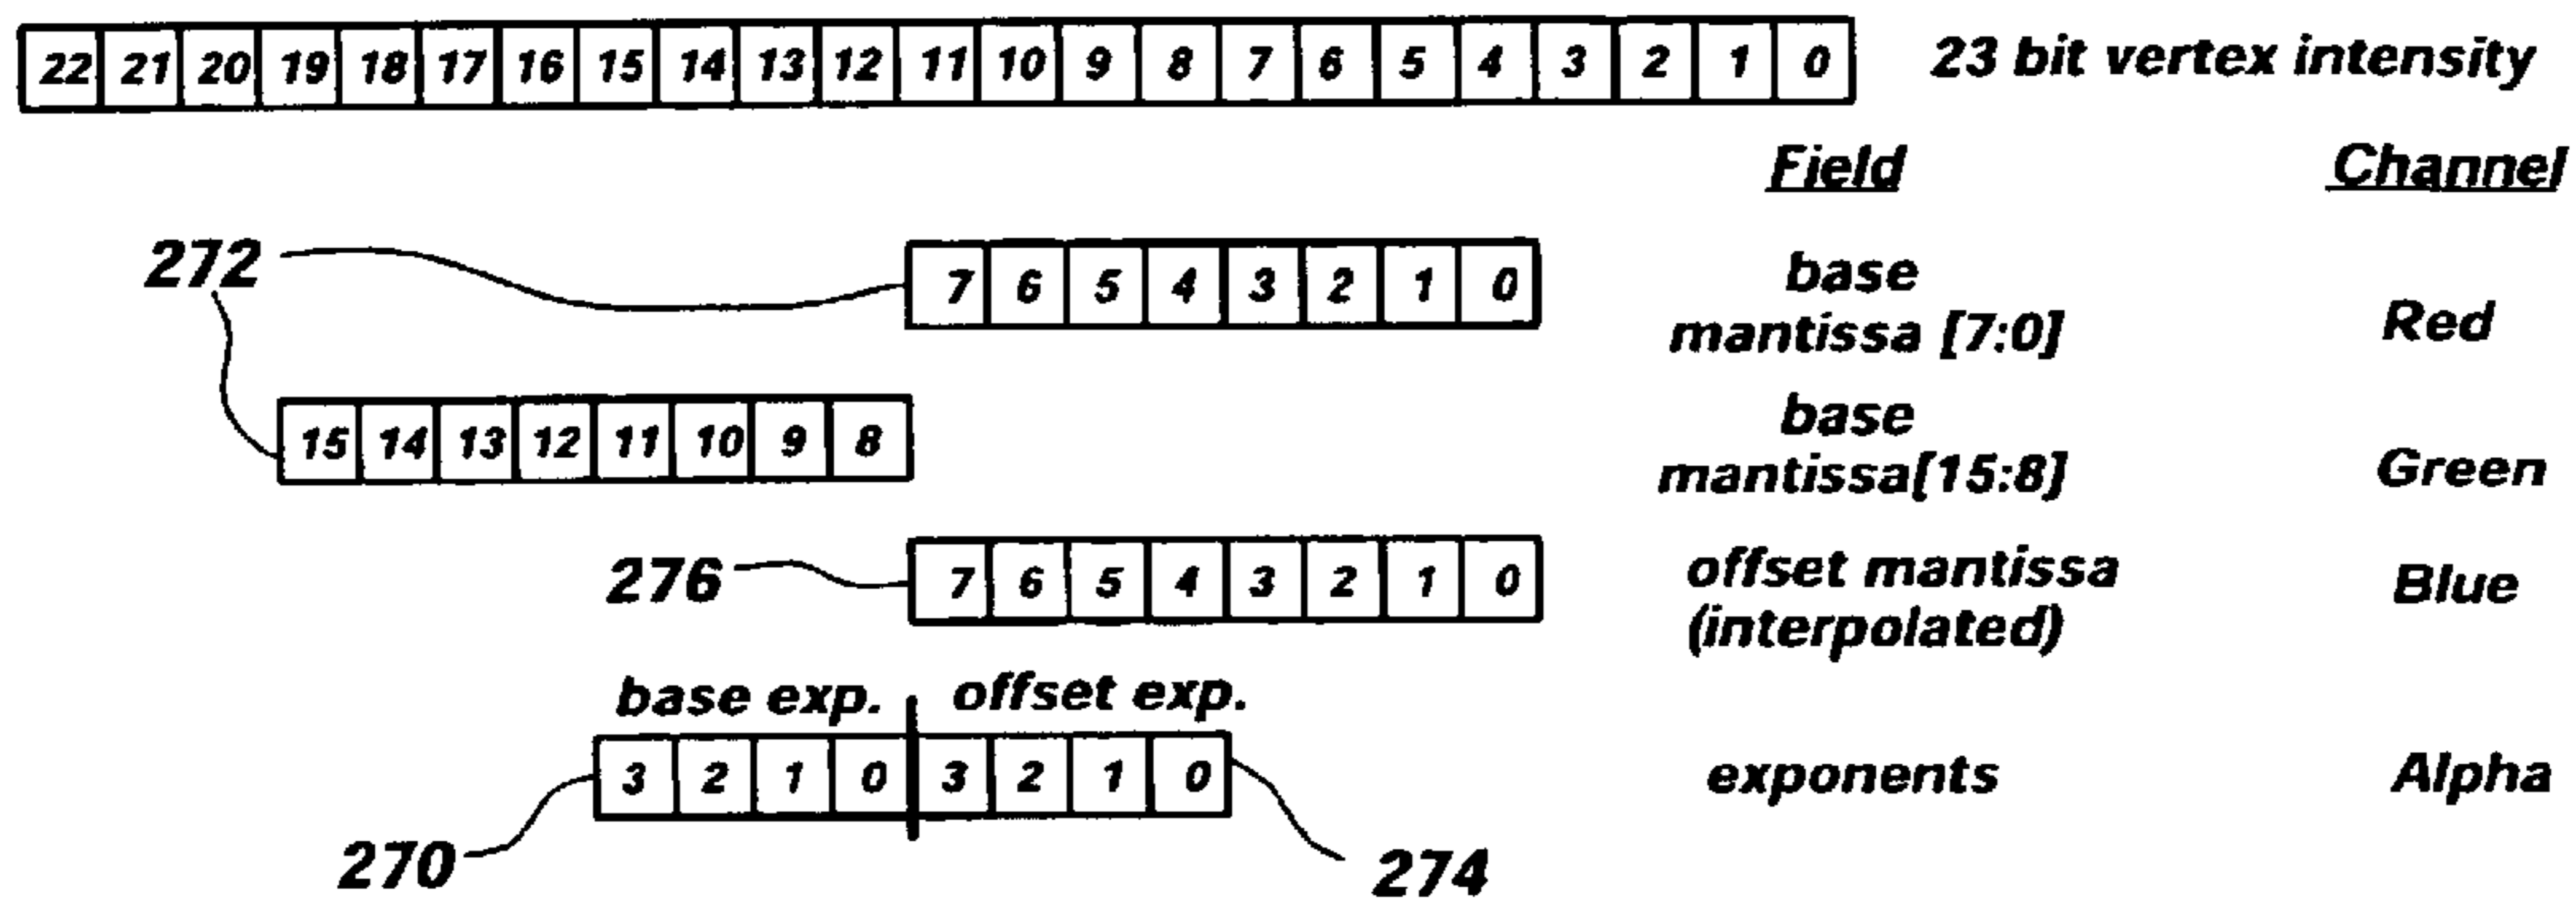 22 21 20 19 18 17 16 15 14 13 12 11 10 9 8 7 6 5 4 3 2 1 0 23 bit vertex intensity
Field Channel
272 7 6 5 4 3 2 1 0 base
mantissa [7:0] Red
15 14 13 12 11 10 9 8 base
mantissa[15:8] Green
276 7 6 5 4 3 2 1 0 offset mantissa
(interpolated) Blue
base exp. offset exp.
3 2 1 0 3 2 1 0 exponents Alpha
270 274